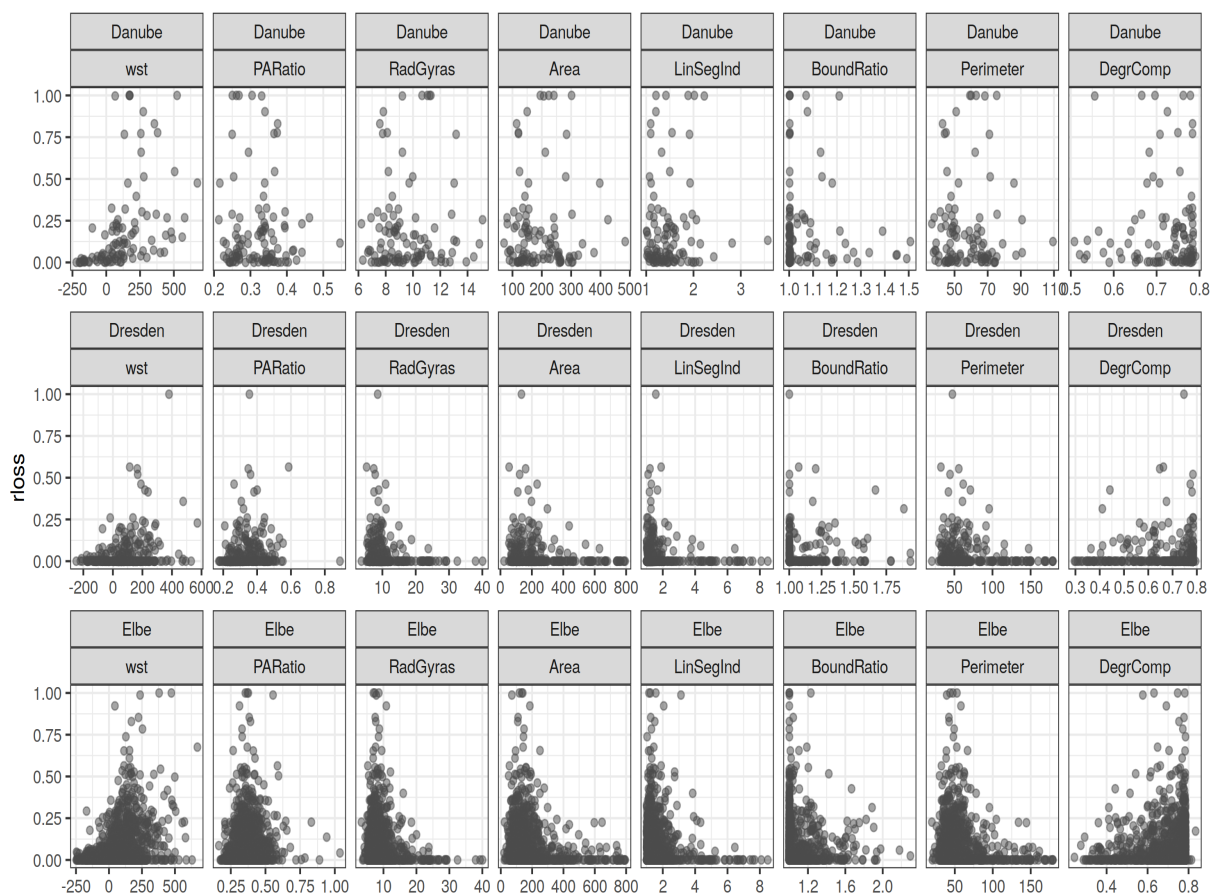 Danube Danube Danube Danube Danube Danube Danube Danube
wst PARatio RadGyras Area LinSegInd BoundRatio Perimeter DegrComp
1.00
0.75
0.50
0.25
0.00
-250 0 250 500 0.2 0.3 0.4 0.5 6 8 10 12 14 100 200 300 400 500 1 2 3 1.0 1.1 1.2 1.3 1.4 1.5 50 70 90 110 0.5 0.6 0.7 0.8
Dresden Dresden Dresden Dresden Dresden Dresden Dresden Dresden
wst PARatio RadGyras Area LinSegInd BoundRatio Perimeter DegrComp
1.00
0.75
rloss
0.50
0.25
0.00
-200 0 200 400 600 0.2 0.4 0.6 0.8 0 10 20 30 40 0 200 400 600 800 2 4 6 8 1.00 1.25 1.50 1.75 50 100 150 0.3 0.4 0.5 0.6 0.7 0.8
Elbe Elbe Elbe Elbe Elbe Elbe Elbe Elbe
wst PARatio RadGyras Area LinSegInd BoundRatio Perimeter DegrComp
1.00
0.75
0.50
0.25
0.00
-250 0 250 500 0.25 0.50 0.75 1.00 10 20 30 40 0 200 400 600 800 2 4 6 8 1.2 1.6 2.0 50 100 150 0.4 0.6 0.8